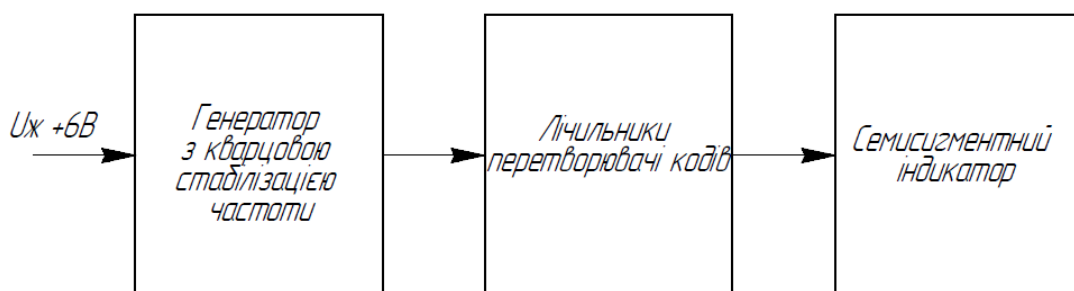 Uж +6В
Генератор
з кварцовою
стабілізацією
частоти
Лічильники
перетворювачі кодів
Семисигментний
індикатор